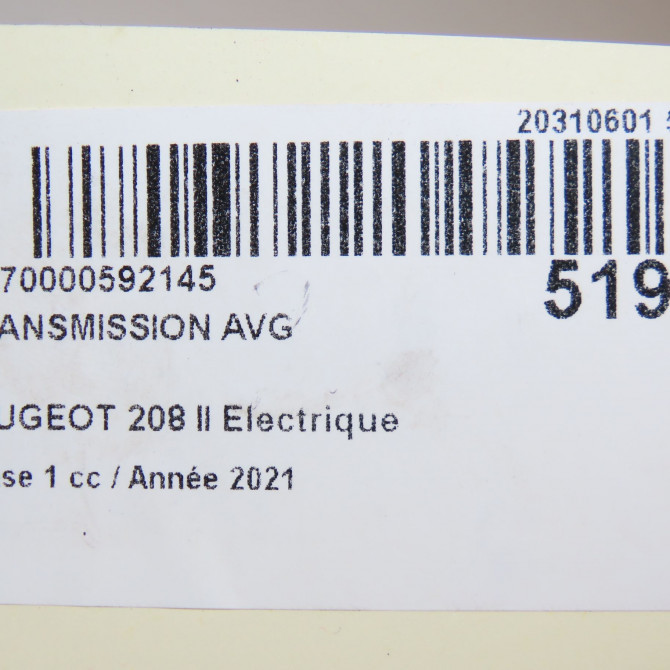 20310601
70000592145
519
ANSMISSION AVG
UGEOT 208 II Electrique
se 1 cc / Année 2021